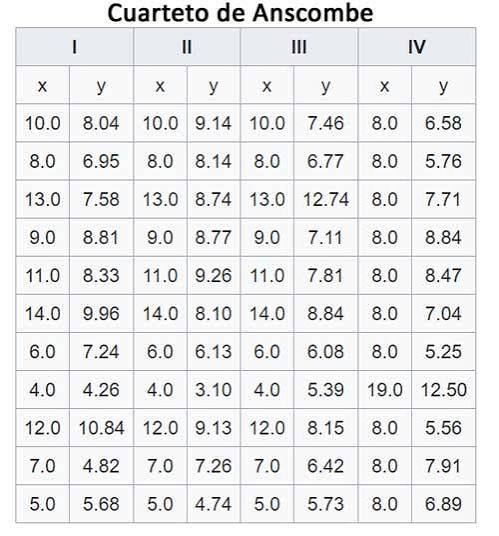 Cuarteto de Anscombe
I II III IV
x y x y x y x y
10.0 8.04 10.0 9.14 10.0 7.46 8.0 6.58
8.0 6.95 8.0 8.14 8.0 6.77 8.0 5.76
13.0 7.58 13.0 8.74 13.0 12.74 8.0 7.71
9.0 8.81 9.0 8.77 9.0 7.11 8.0 8.84
11.0 8.33 11.0 9.26 11.0 7.81 8.0 8.47
14.0 9.96 14.0 8.10 14.0 8.84 8.0 7.04
6.0 7.24 6.0 6.13 6.0 6.08 8.0 5.25
4.0 4.26 4.0 3.10 4.0 5.39 19.0 12.50
12.0 10.84 12.0 9.13 12.0 8.15 8.0 5.56
7.0 4.82 7.0 7.26 7.0 6.42 8.0 7.91
5.0 5.68 5.0 4.74 5.0 5.73 8.0 6.89